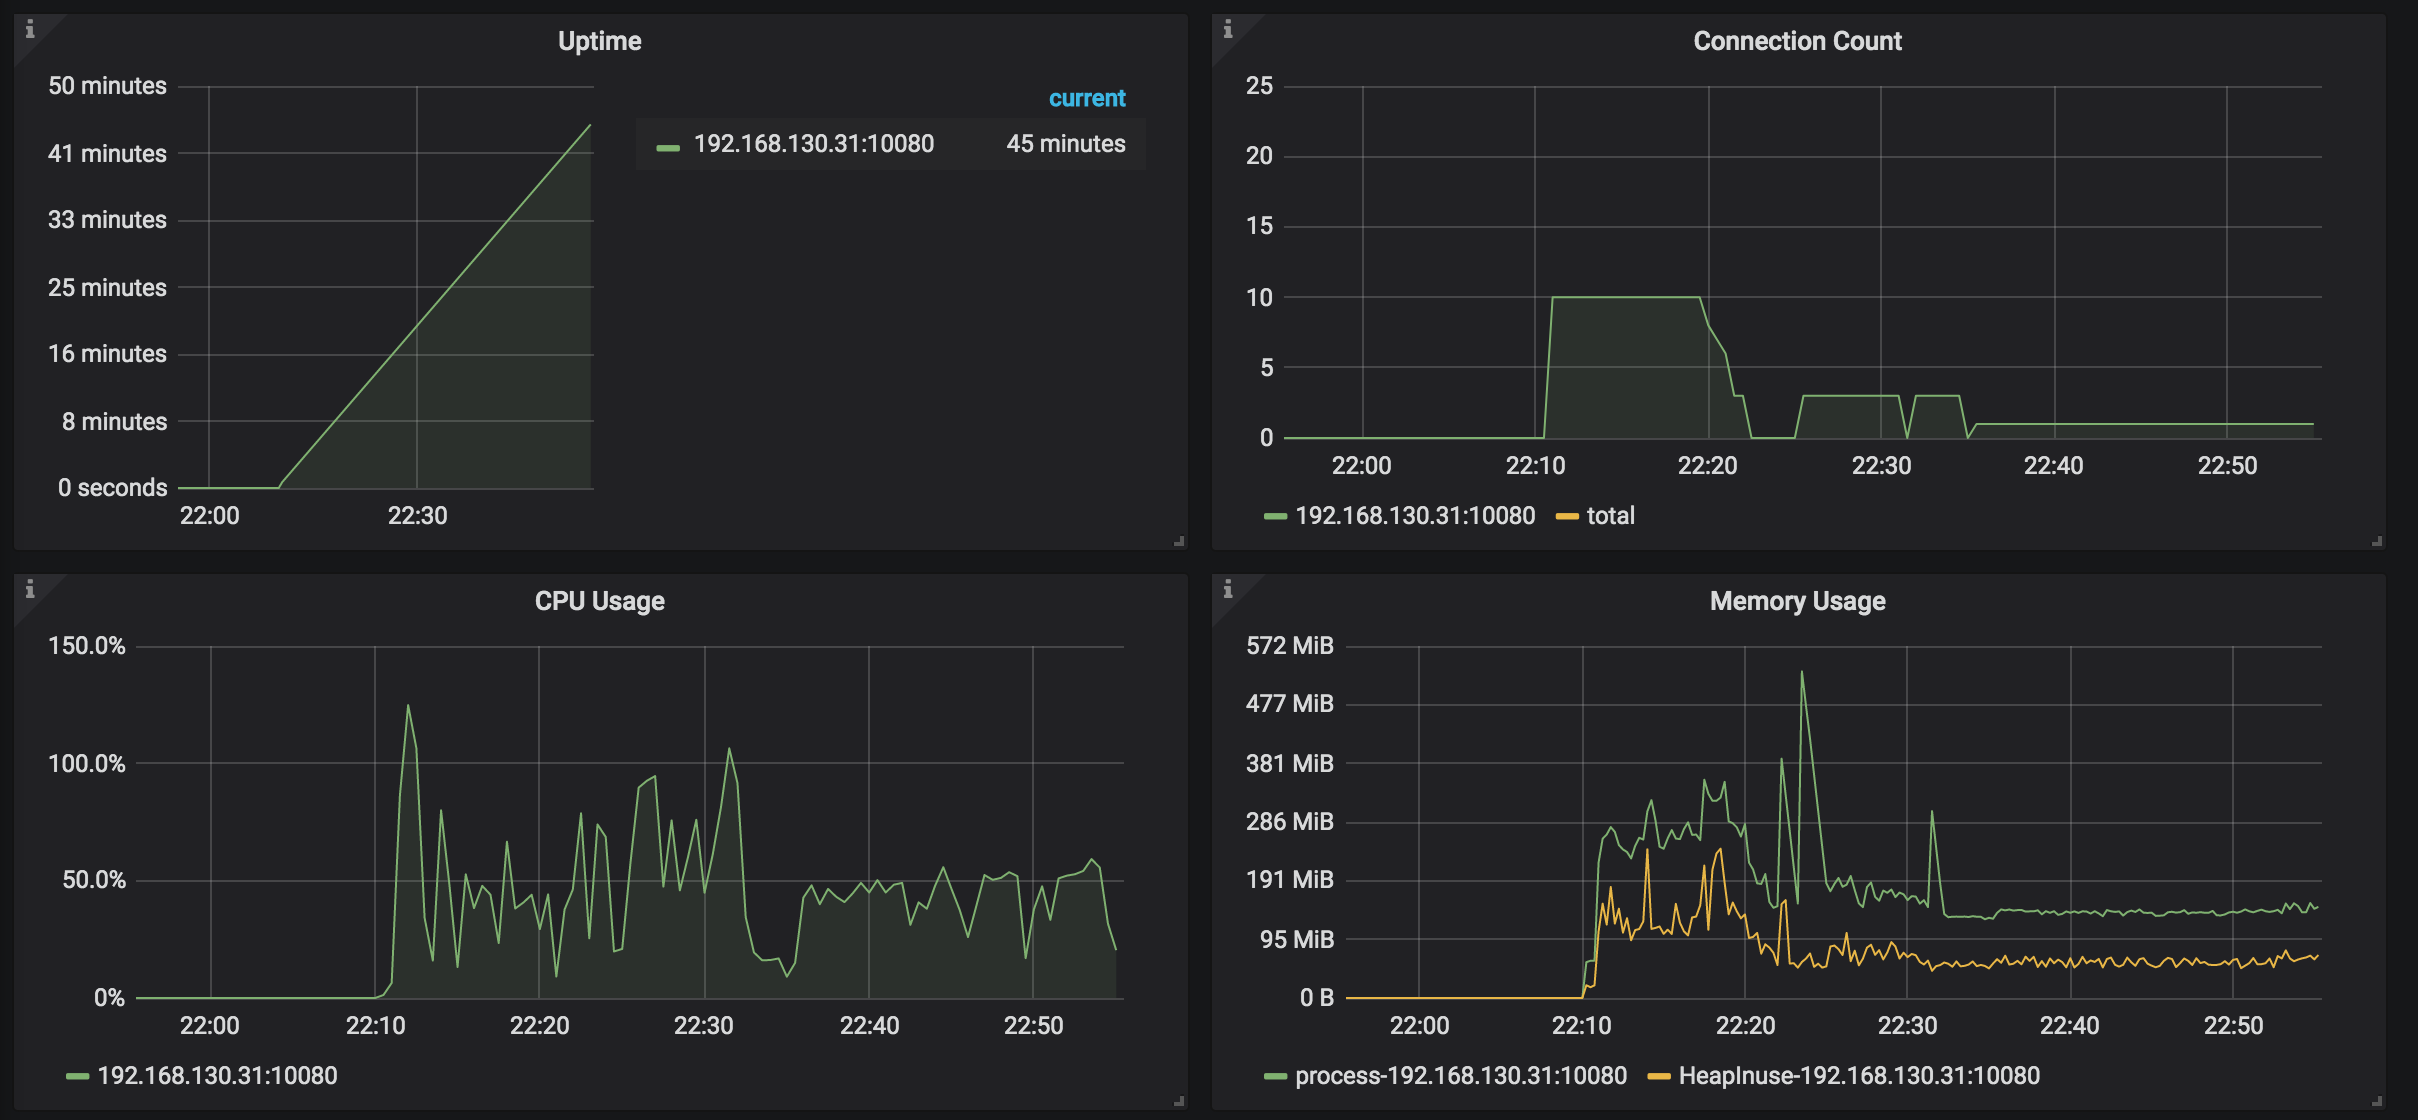 Uptime
50 minutes
41 minutes
33 minutes
25 minutes
16 minutes
8 minutes
0 seconds
22:00 22:30
current
192.168.130.31:10080 45 minutes
Connection Count
25
20
15
10
5
0
22:00 22:10 22:20 22:30 22:40 22:50
192.168.130.31:10080 total
CPU Usage
150.0%
100.0%
50.0%
0%
22:00 22:10 22:20 22:30 22:40 22:50
192.168.130.31:10080
Memory Usage
572 MiB
477 MiB
381 MiB
286 MiB
191 MiB
95 MiB
0 B
22:00 22:10 22:20 22:30 22:40 22:50
process-192.168.130.31:10080 HeapInuse-192.168.130.31:10080